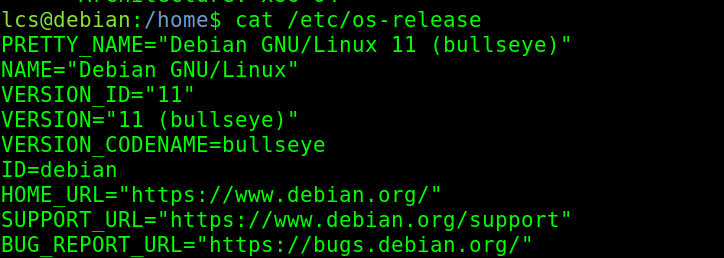 lcs@debian:/home$ cat /etc/os-release
PRETTY_NAME="Debian GNU/Linux 11 (bullseye)"
NAME="Debian GNU/Linux"
VERSION_ID="11"
VERSION="11 (bullseye)"
VERSION_CODENAME=bullseye
ID=debian
HOME_URL="https://www.debian.org/"
SUPPORT_URL="https://www.debian.org/support"
BUG_REPORT_URL="https://bugs.debian.org/"